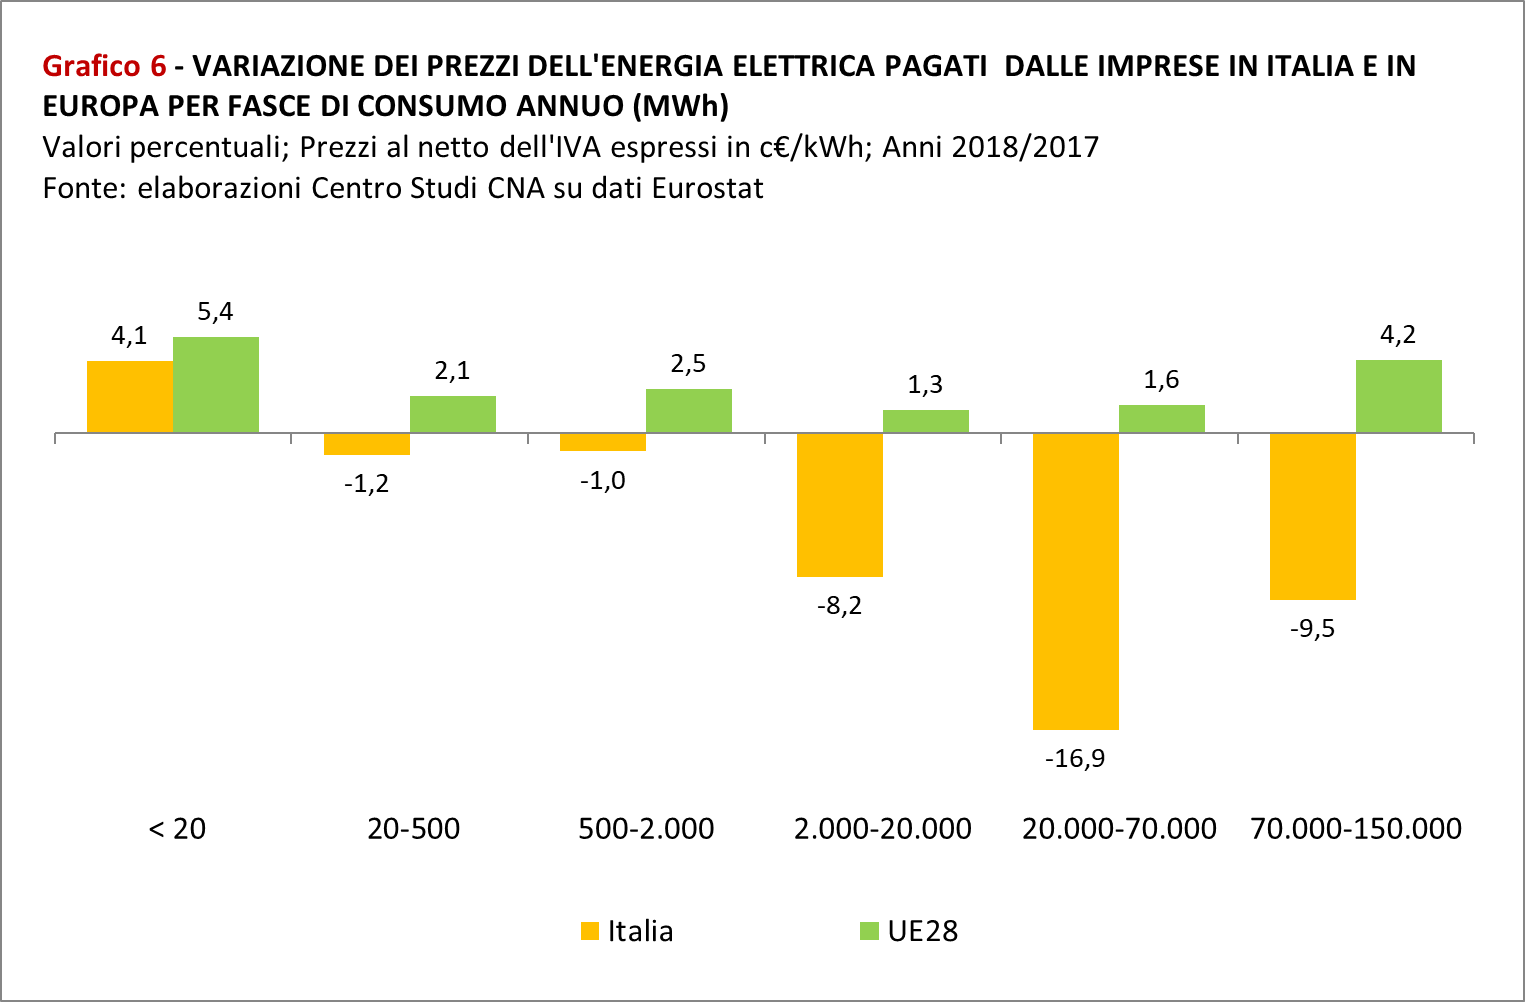 Grafico 6 - VARIAZIONE DEI PREZZI DELL'ENERGIA ELETTRICA PAGATI  DALLE IMPRESE IN ITALIA E IN
EUROPA PER FASCE DI CONSUMO ANNUO (MWh)
Valori percentuali; Prezzi al netto dell'IVA espressi in c€/kWh; Anni 2018/2017
Fonte: elaborazioni Centro Studi CNA su dati Eurostat
4,1 5,4 2,1 2,5 1,3 1,6 4,2
-1,2 -1,0 -8,2 -16,9 -9,5
< 20 20-500 500-2.000 2.000-20.000 20.000-70.000 70.000-150.000
Italia UE28